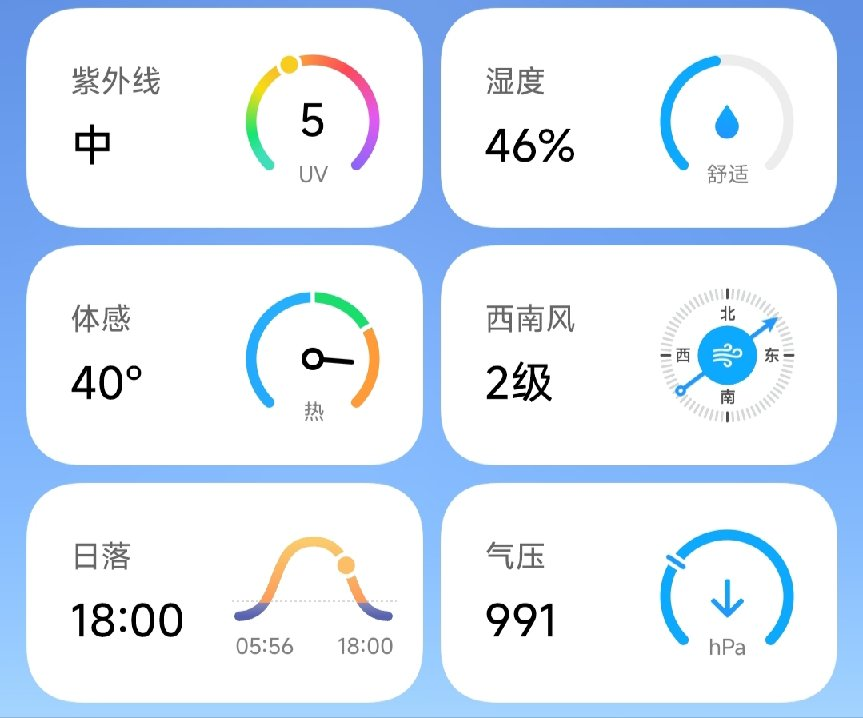 紫外线
中
5
UV
湿度
46%
舒适
体感
40°
热
西南风
2级
北
西
东
南
日落
18:00
05:56
18:00
气压
991
hPa